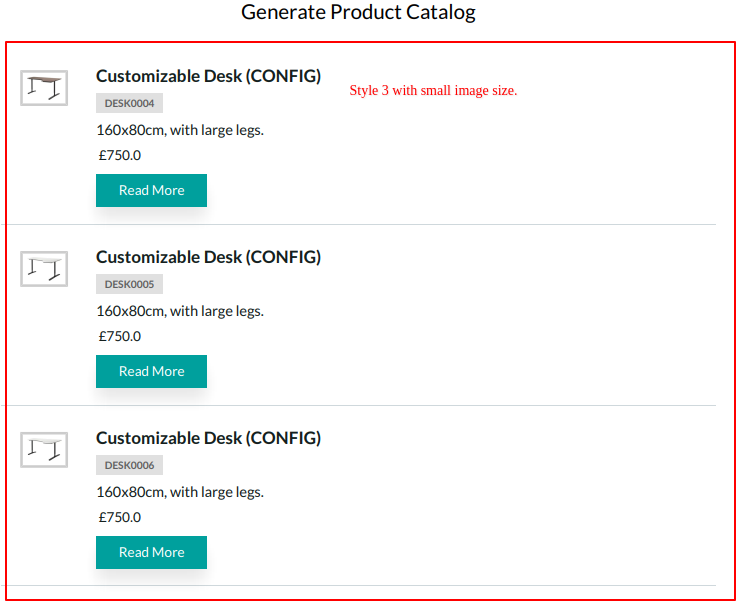 Generate Product Catalog
Customizable Desk (CONFIG)
Style 3 with small image size.
DESK0004
160x80cm, with large legs.
£750.0
Read More
Customizable Desk (CONFIG)
DESK0005
160x80cm, with large legs.
£750.0
Read More
Customizable Desk (CONFIG)
DESK0006
160x80cm, with large legs.
£750.0
Read More